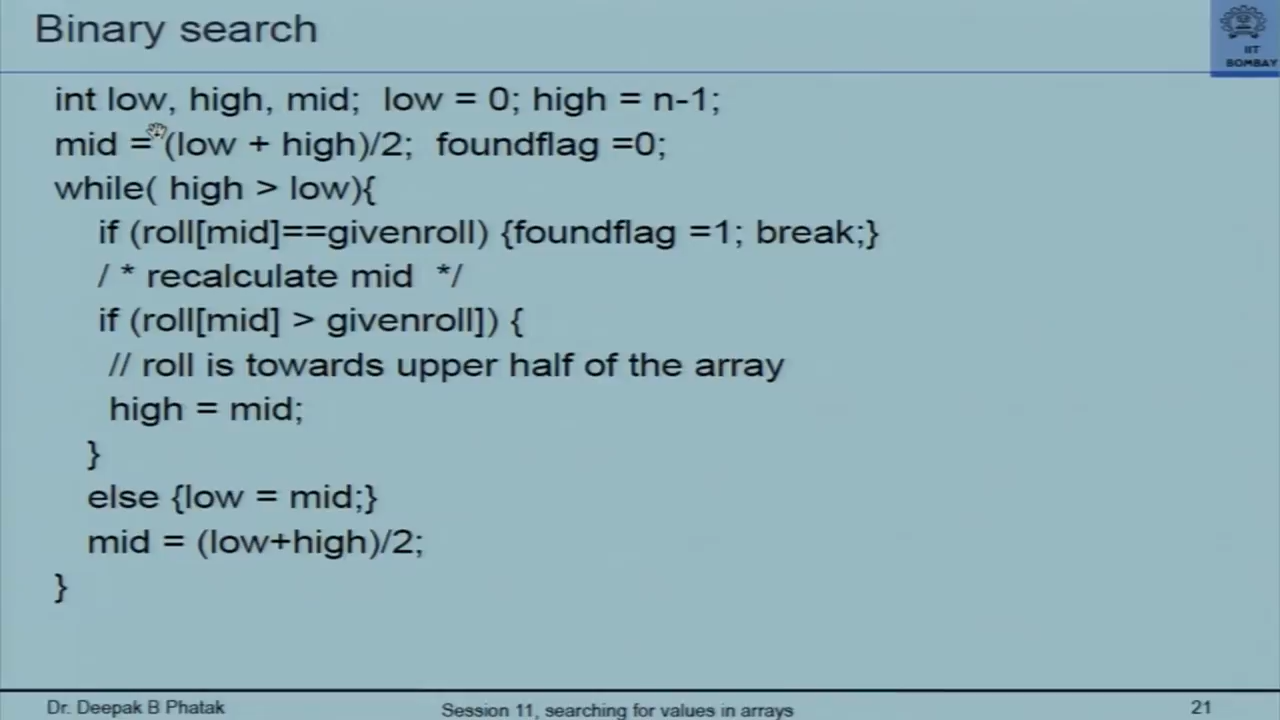 Binary search
IIT
BOMBAY
int low, high, mid;  low = 0; high = n-1;
mid = (low + high)/2;  foundflag =0;
while( high > low){
if (roll[mid]==givenroll) {foundflag =1; break;}
/ * recalculate mid  */
if (roll[mid] > givenroll]) {
// roll is towards upper half of the array
high = mid;
}
else {low = mid;}
mid = (low+high)/2;
}
Dr. Deepak B Phatak
Session 11, searching for values in arrays
21